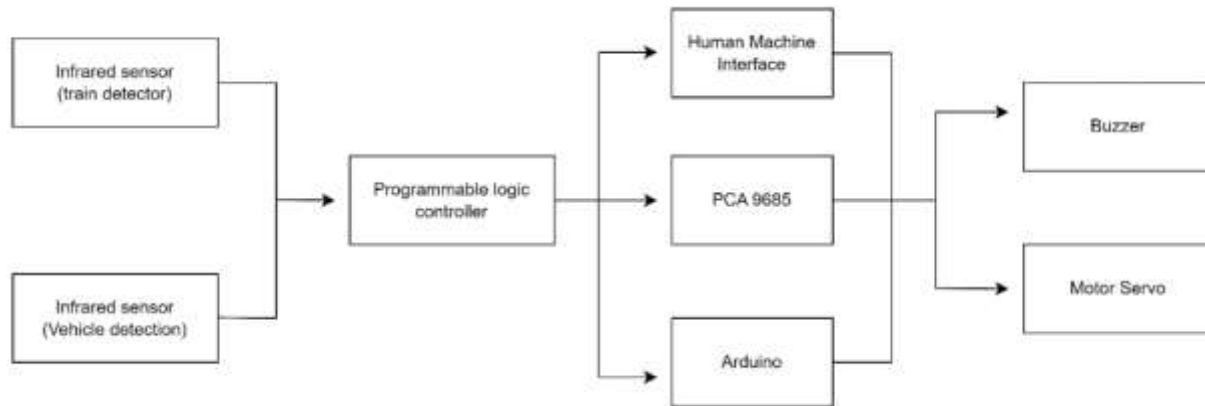 Infrared sensor
(train detector)
Infrared sensor
(Vehicle detection)
Programmable logic
controller
Human Machine
Interface
PCA 9685
Arduino
Buzzer
Motor Servo